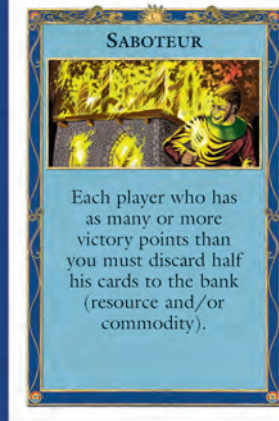 SABOTEUR
Each player who has
as many or more
victory points than
you must discard half
his cards to the bank
(resource and/or
commodity).